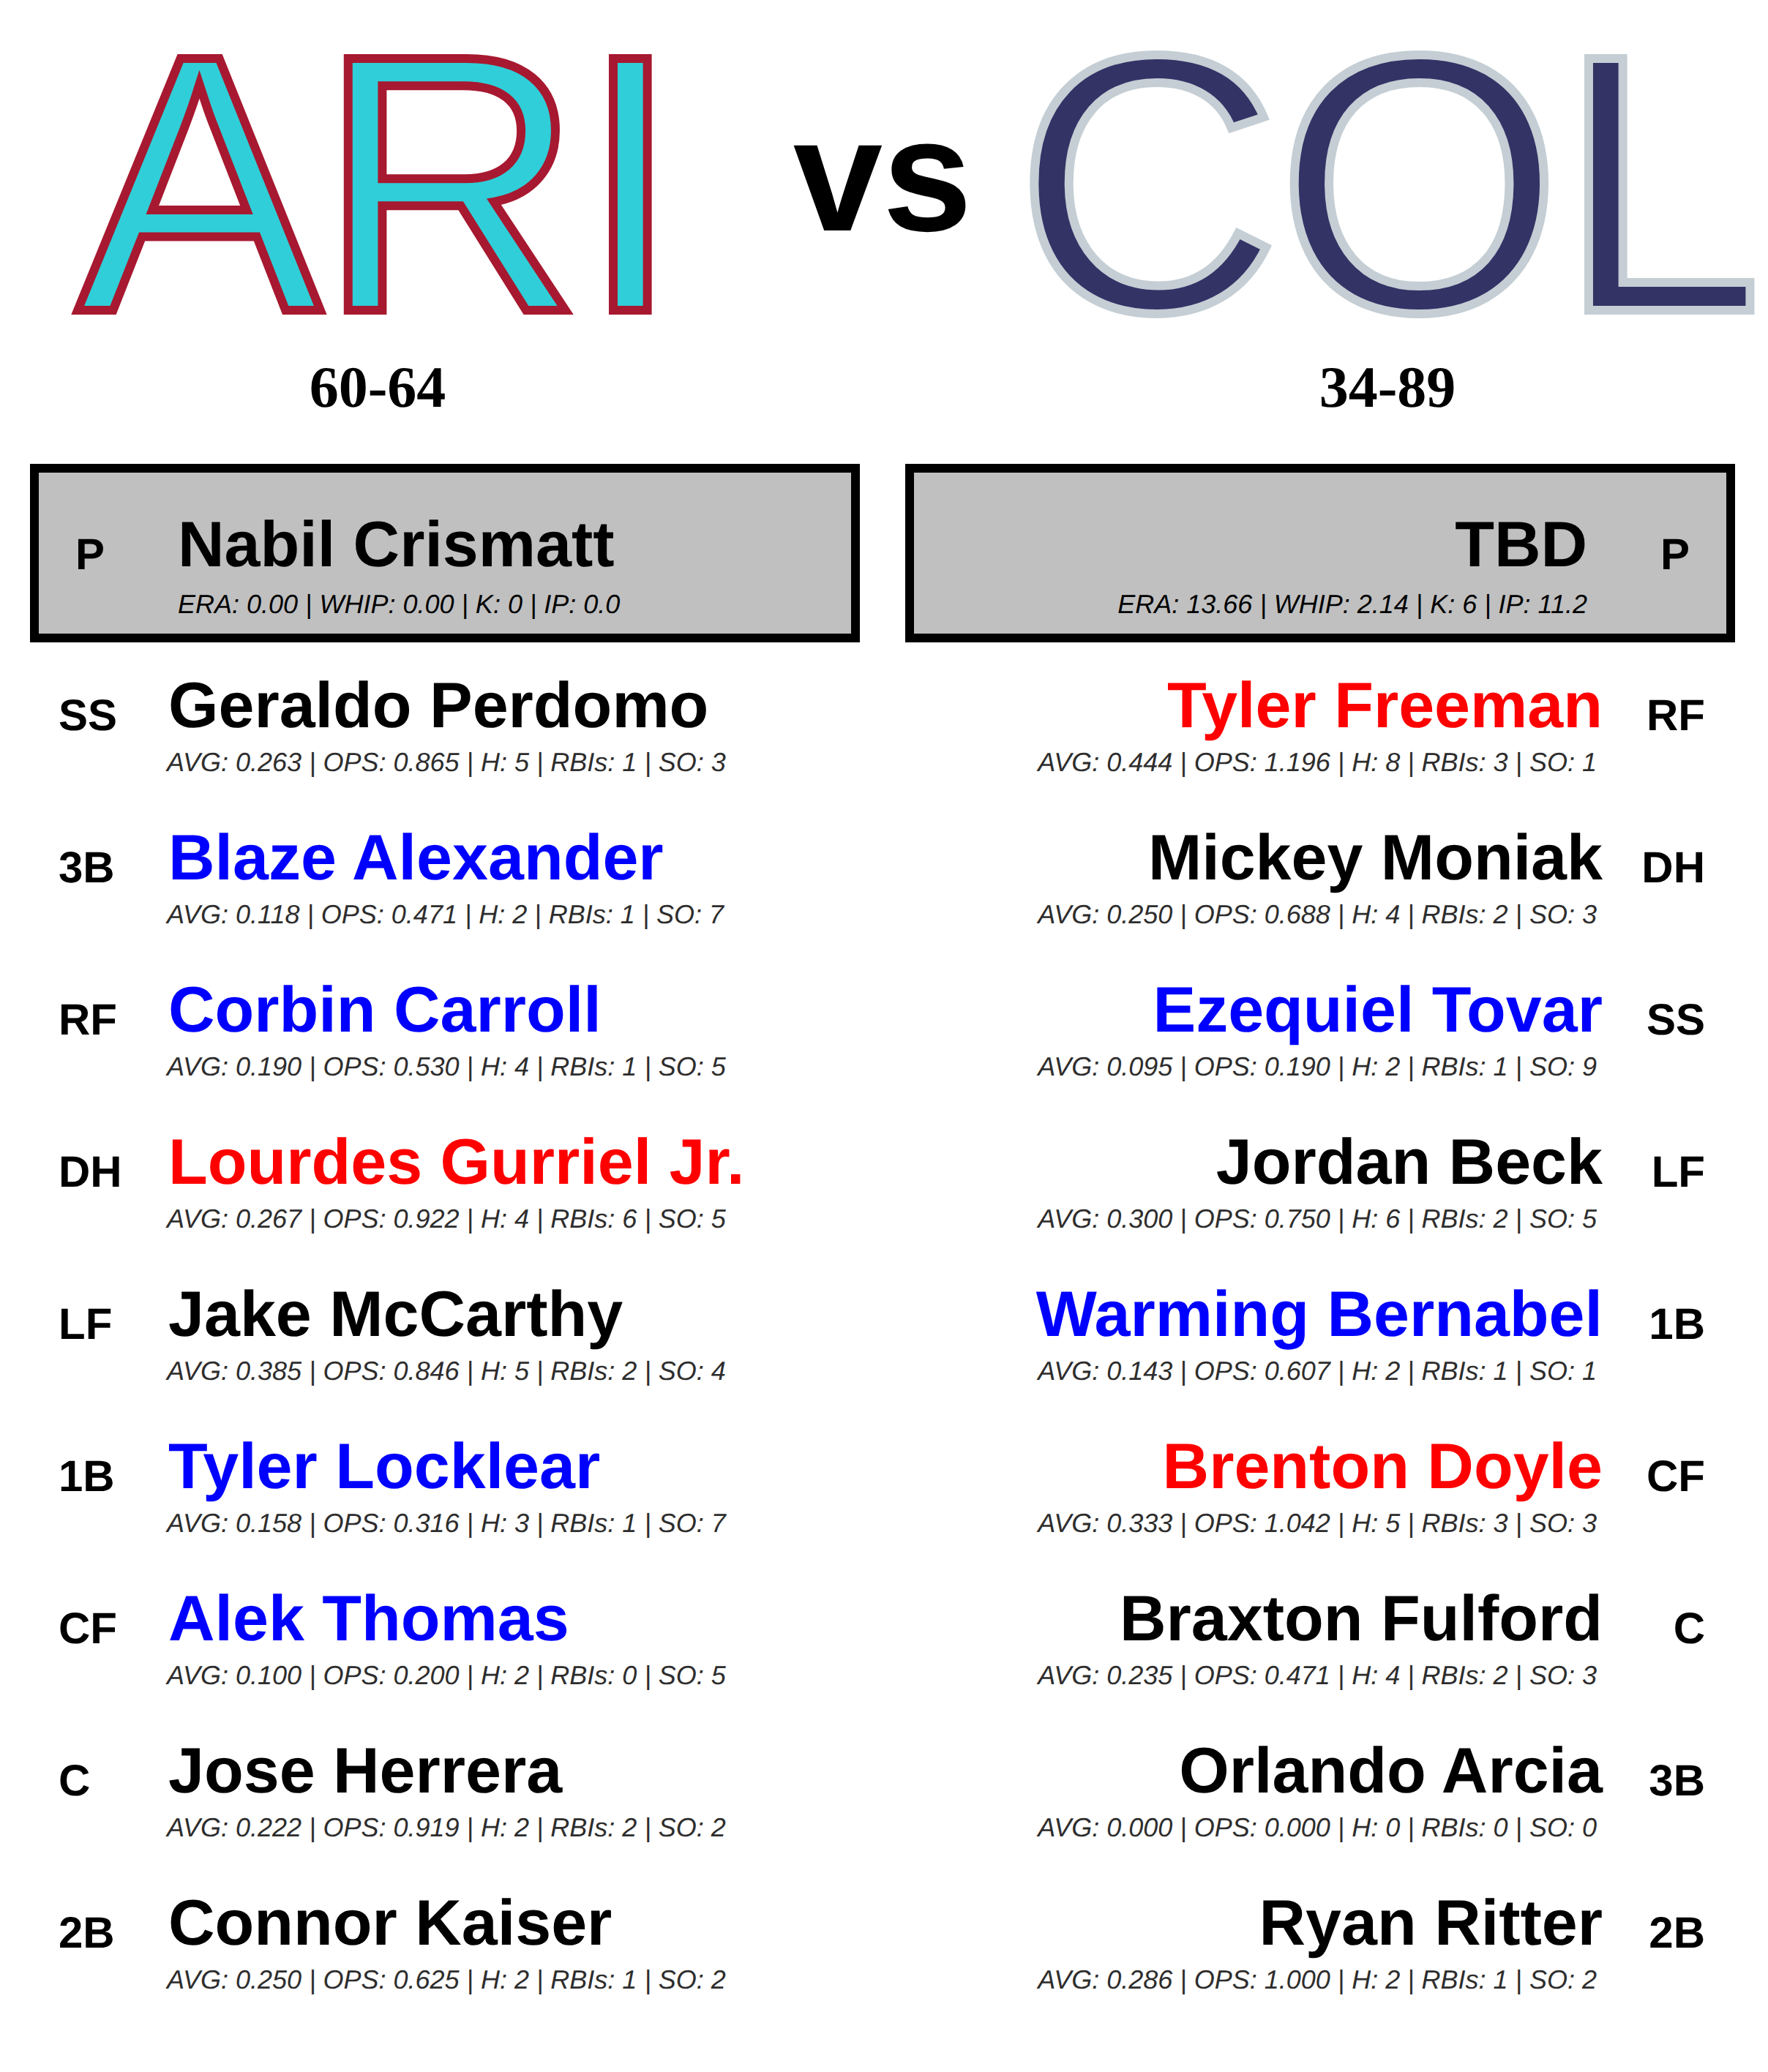 ARI vs COL
60-64 34-89
P Nabil Crismatt
ERA: 0.00 | WHIP: 0.00 | K: 0 | IP: 0.0
TBD P
ERA: 13.66 | WHIP: 2.14 | K: 6 | IP: 11.2
SS Geraldo Perdomo
AVG: 0.263 | OPS: 0.865 | H: 5 | RBIs: 1 | SO: 3
3B Blaze Alexander
AVG: 0.118 | OPS: 0.471 | H: 2 | RBIs: 1 | SO: 7
RF Corbin Carroll
AVG: 0.190 | OPS: 0.530 | H: 4 | RBIs: 1 | SO: 5
DH Lourdes Gurriel Jr.
AVG: 0.267 | OPS: 0.922 | H: 4 | RBIs: 6 | SO: 5
LF Jake McCarthy
AVG: 0.385 | OPS: 0.846 | H: 5 | RBIs: 2 | SO: 4
1B Tyler Locklear
AVG: 0.158 | OPS: 0.316 | H: 3 | RBIs: 1 | SO: 7
CF Alek Thomas
AVG: 0.100 | OPS: 0.200 | H: 2 | RBIs: 0 | SO: 5
C Jose Herrera
AVG: 0.222 | OPS: 0.919 | H: 2 | RBIs: 2 | SO: 2
2B Connor Kaiser
AVG: 0.250 | OPS: 0.625 | H: 2 | RBIs: 1 | SO: 2
Tyler Freeman RF
AVG: 0.444 | OPS: 1.196 | H: 8 | RBIs: 3 | SO: 1
Mickey Moniak DH
AVG: 0.250 | OPS: 0.688 | H: 4 | RBIs: 2 | SO: 3
Ezequiel Tovar SS
AVG: 0.095 | OPS: 0.190 | H: 2 | RBIs: 1 | SO: 9
Jordan Beck LF
AVG: 0.300 | OPS: 0.750 | H: 6 | RBIs: 2 | SO: 5
Warming Bernabel 1B
AVG: 0.143 | OPS: 0.607 | H: 2 | RBIs: 1 | SO: 1
Brenton Doyle CF
AVG: 0.333 | OPS: 1.042 | H: 5 | RBIs: 3 | SO: 3
Braxton Fulford C
AVG: 0.235 | OPS: 0.471 | H: 4 | RBIs: 2 | SO: 3
Orlando Arcia 3B
AVG: 0.000 | OPS: 0.000 | H: 0 | RBIs: 0 | SO: 0
Ryan Ritter 2B
AVG: 0.286 | OPS: 1.000 | H: 2 | RBIs: 1 | SO: 2